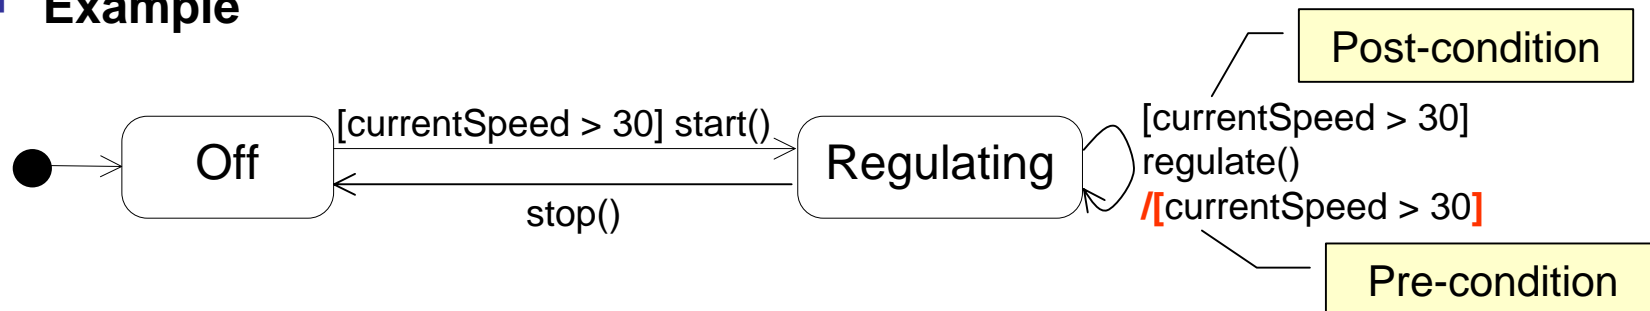 Example
Post-condition
[currentSpeed > 30] start()
[currentSpeed > 30]
Off
Regulating
regulate()
stop()
/[currentSpeed > 30]
Pre-condition